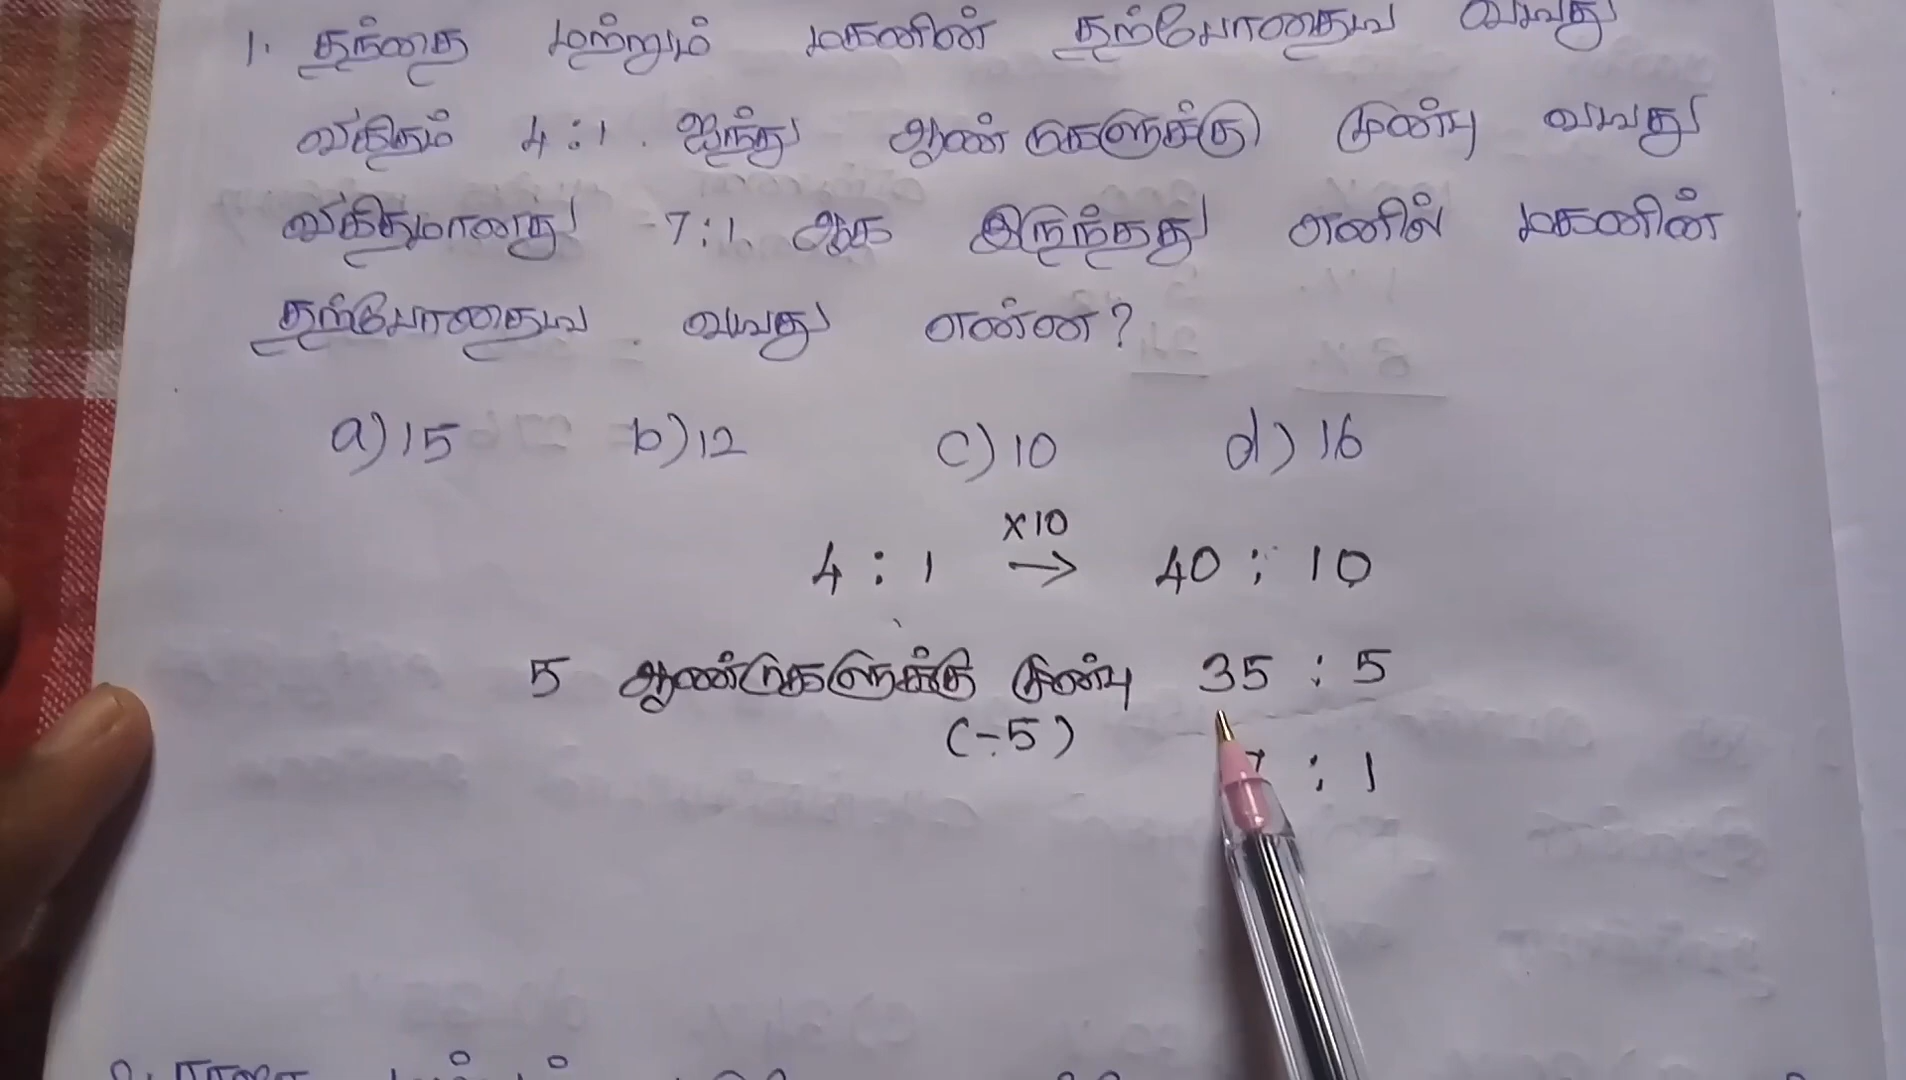 1. தந்தை மற்றும் மகனின் தற்போதைய வயது
விகிதம் 4 : 1. ஐந்து ஆண்டுகளுக்கு முன்பு வயது
விகிதமானது 7 : 1 ஆக இருந்தது எனில் மகனின்
தற்போதைய வயது என்ன?
a) 15 b) 12 c) 10 d) 16
x10
4 : 1 → 40 : 10
5 ஆண்டுகளுக்கு முன்பு 35 : 5
(-5)
7 : 1